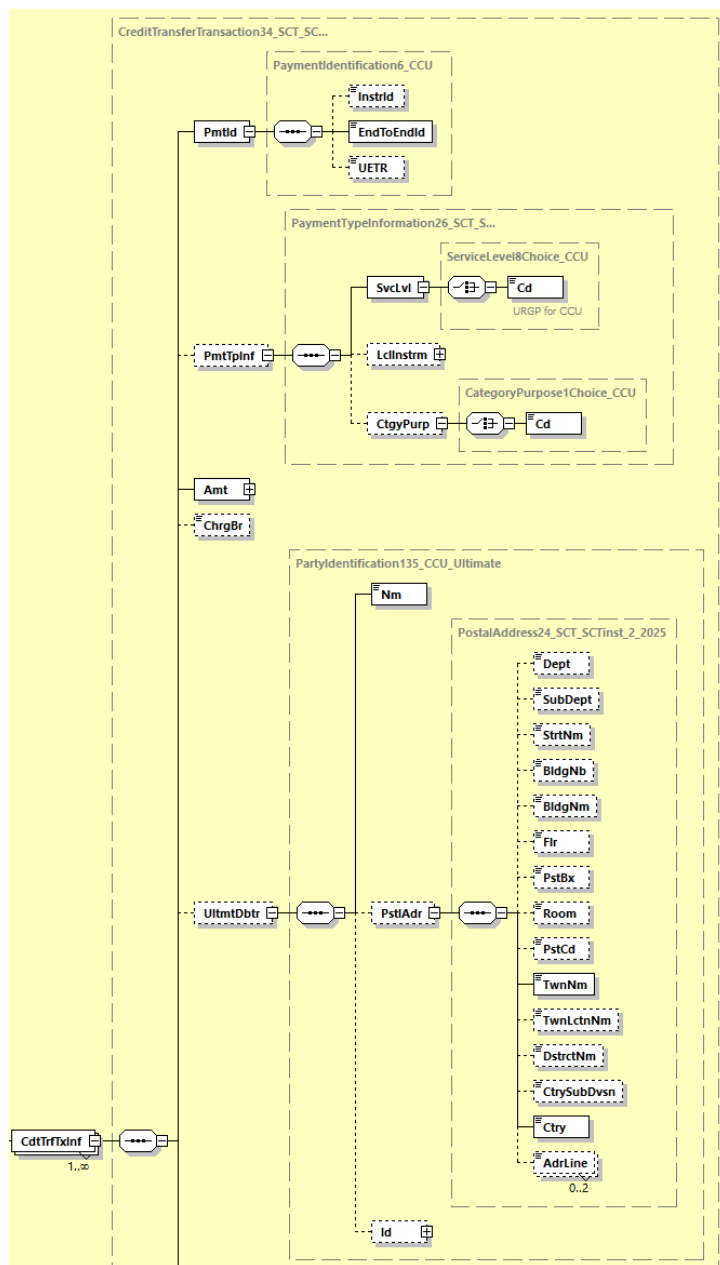 CreditTransferTransaction34_SCT_SC...
PaymentIdentification6_CCU
InstrId
PmtId
EndToEndId
UETR
PaymentTypeInformation26_SCT_S...
ServiceLevel8Choice_CCU
SvcLvl
Cd
URGP for CCU
PmtTpInf
LclInstrm
CategoryPurpose1Choice_CCU
CtgyPurp
Cd
Amt
ChrgBr
PartyIdentification135_CCU_Ultimate
Nm
PostalAddress24_SCT_SCTinst_2_2025
Dept
SubDept
StrtNm
BldgNb
BldgNm
Flr
PstBx
UltmtDbtr
PstlAdr
Room
PstCd
TwnNm
TwnLctnNm
DstrctNm
CtrySubDvsn
Ctry
CdtTrfTxInf
1..∞
AdrLine
0..2
Id